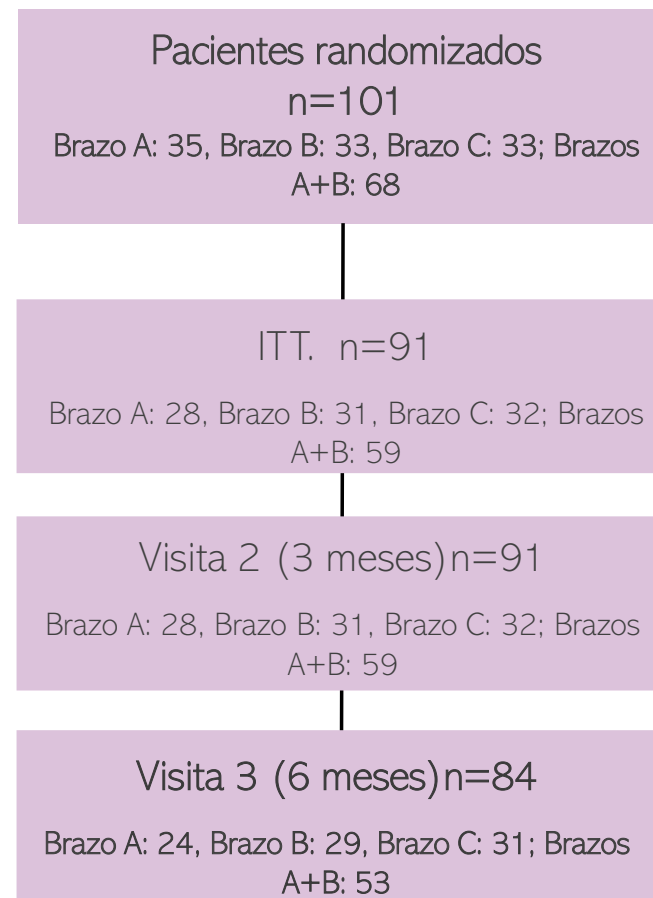 Pacientes randomizados
n=101
Brazo A: 35, Brazo B: 33, Brazo C: 33; Brazos
A+B: 68
ITT. n=91
Brazo A: 28, Brazo B: 31, Brazo C: 32; Brazos
A+B: 59
Visita 2 (3 meses)n=91
Brazo A: 28, Brazo B: 31, Brazo C: 32; Brazos
A+B: 59
Visita 3 (6 meses)n=84
Brazo A: 24, Brazo B: 29, Brazo C: 31; Brazos
A+B: 53